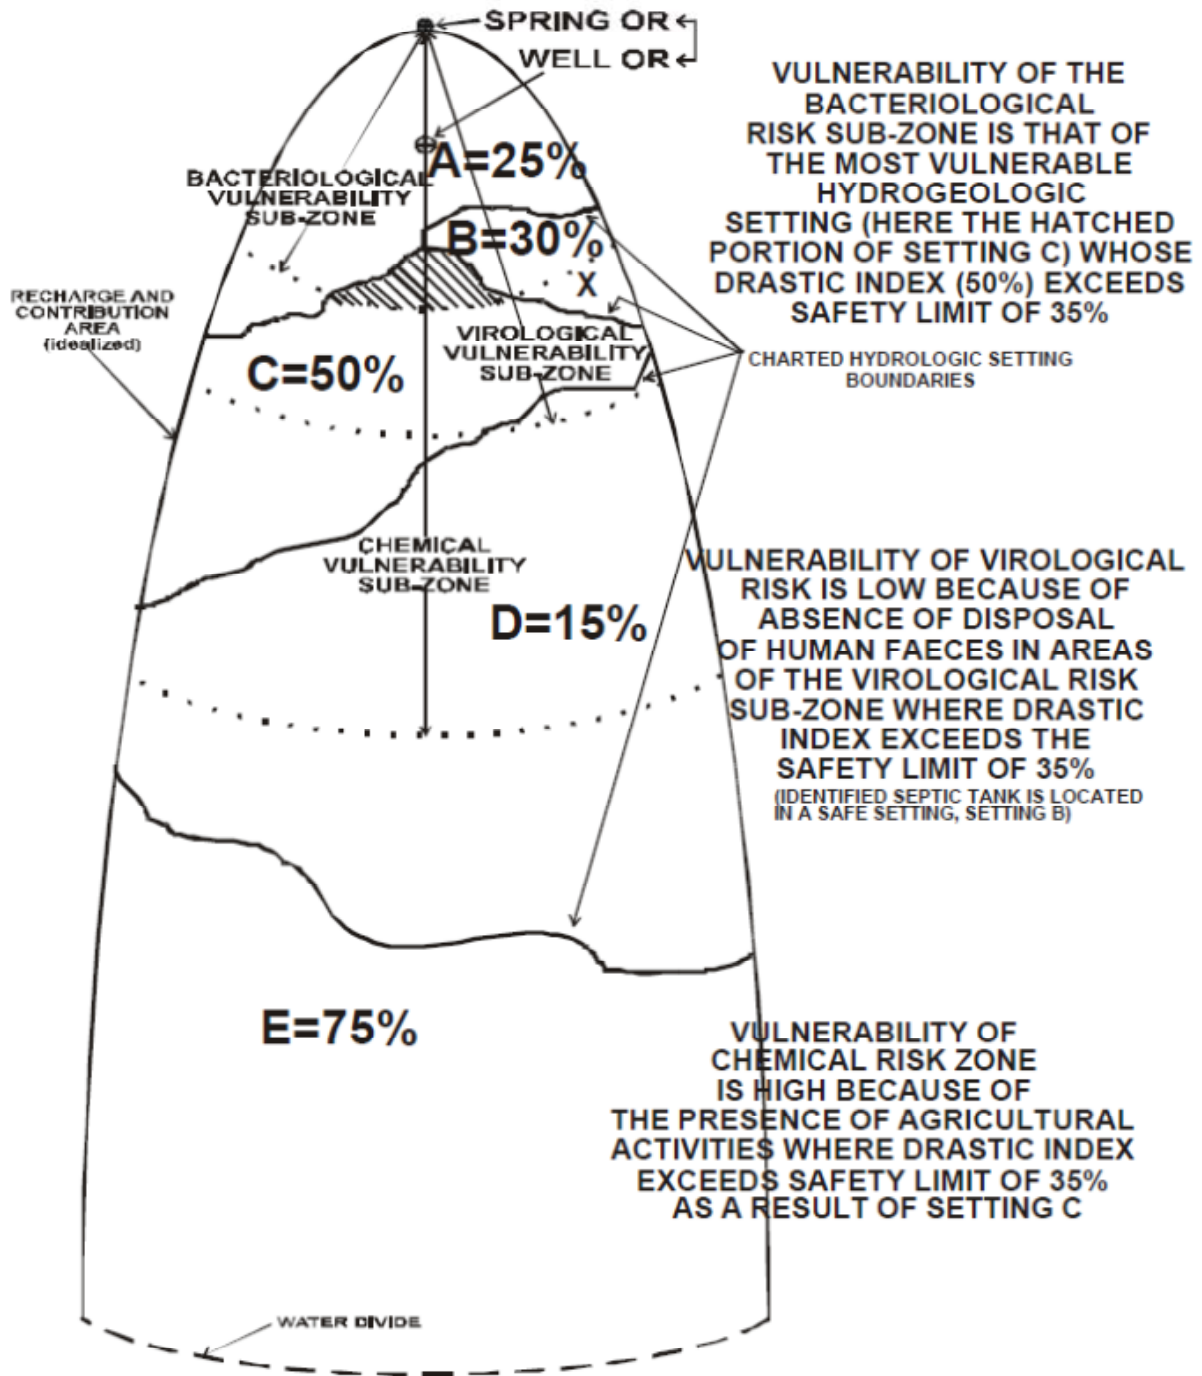 SPRING OR
WELL OR
A=25%
BACTERIOLOGICAL
VULNERABILITY
SUB-ZONE
B=30%
X
RECHARGE AND
CONTRIBUTION
AREA
(idealized)
VIROLOGICAL
VULNERABILITY
SUB-ZONE
C=50%
CHEMICAL
VULNERABILITY
SUB-ZONE
D=15%
E=75%
WATER DIVIDE
VULNERABILITY OF THE
BACTERIOLOGICAL
RISK SUB-ZONE IS THAT OF
THE MOST VULNERABLE
HYDROGEOLOGIC
SETTING (HERE THE HATCHED
PORTION OF SETTING C) WHOSE
DRASTIC INDEX (50%) EXCEEDS
SAFETY LIMIT OF 35%
CHARTED HYDROLOGIC SETTING
BOUNDARIES
VULNERABILITY OF VIROLOGICAL
RISK IS LOW BECAUSE OF
ABSENCE OF DISPOSAL
OF HUMAN FAECES IN AREAS
OF THE VIROLOGICAL RISK
SUB-ZONE WHERE DRASTIC
INDEX EXCEEDS THE
SAFETY LIMIT OF 35%
(IDENTIFIED SEPTIC TANK IS LOCATED
IN A SAFE SETTING, SETTING B)
VULNERABILITY OF
CHEMICAL RISK ZONE
IS HIGH BECAUSE OF
THE PRESENCE OF AGRICULTURAL
ACTIVITIES WHERE DRASTIC INDEX
EXCEEDS SAFETY LIMIT OF 35%
AS A RESULT OF SETTING C